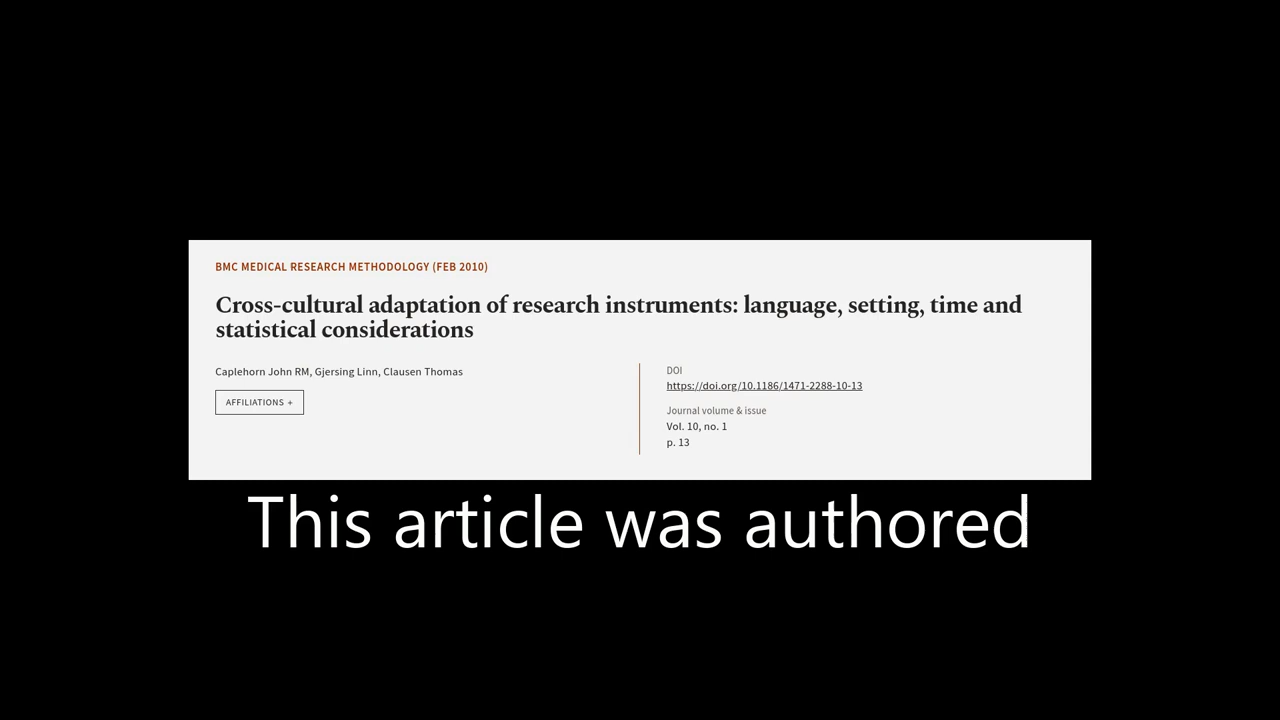 BMC MEDICAL RESEARCH METHODOLOGY (FEB 2010)
Cross-cultural adaptation of research instruments: language, setting, time and
statistical considerations
Caplehorn John RM, Gjersing Linn, Clausen Thomas
AFFILIATIONS +
DOI
https://doi.org/10.1186/1471-2288-10-13
Journal volume & issue
Vol. 10, no. 1
p. 13
This article was authored